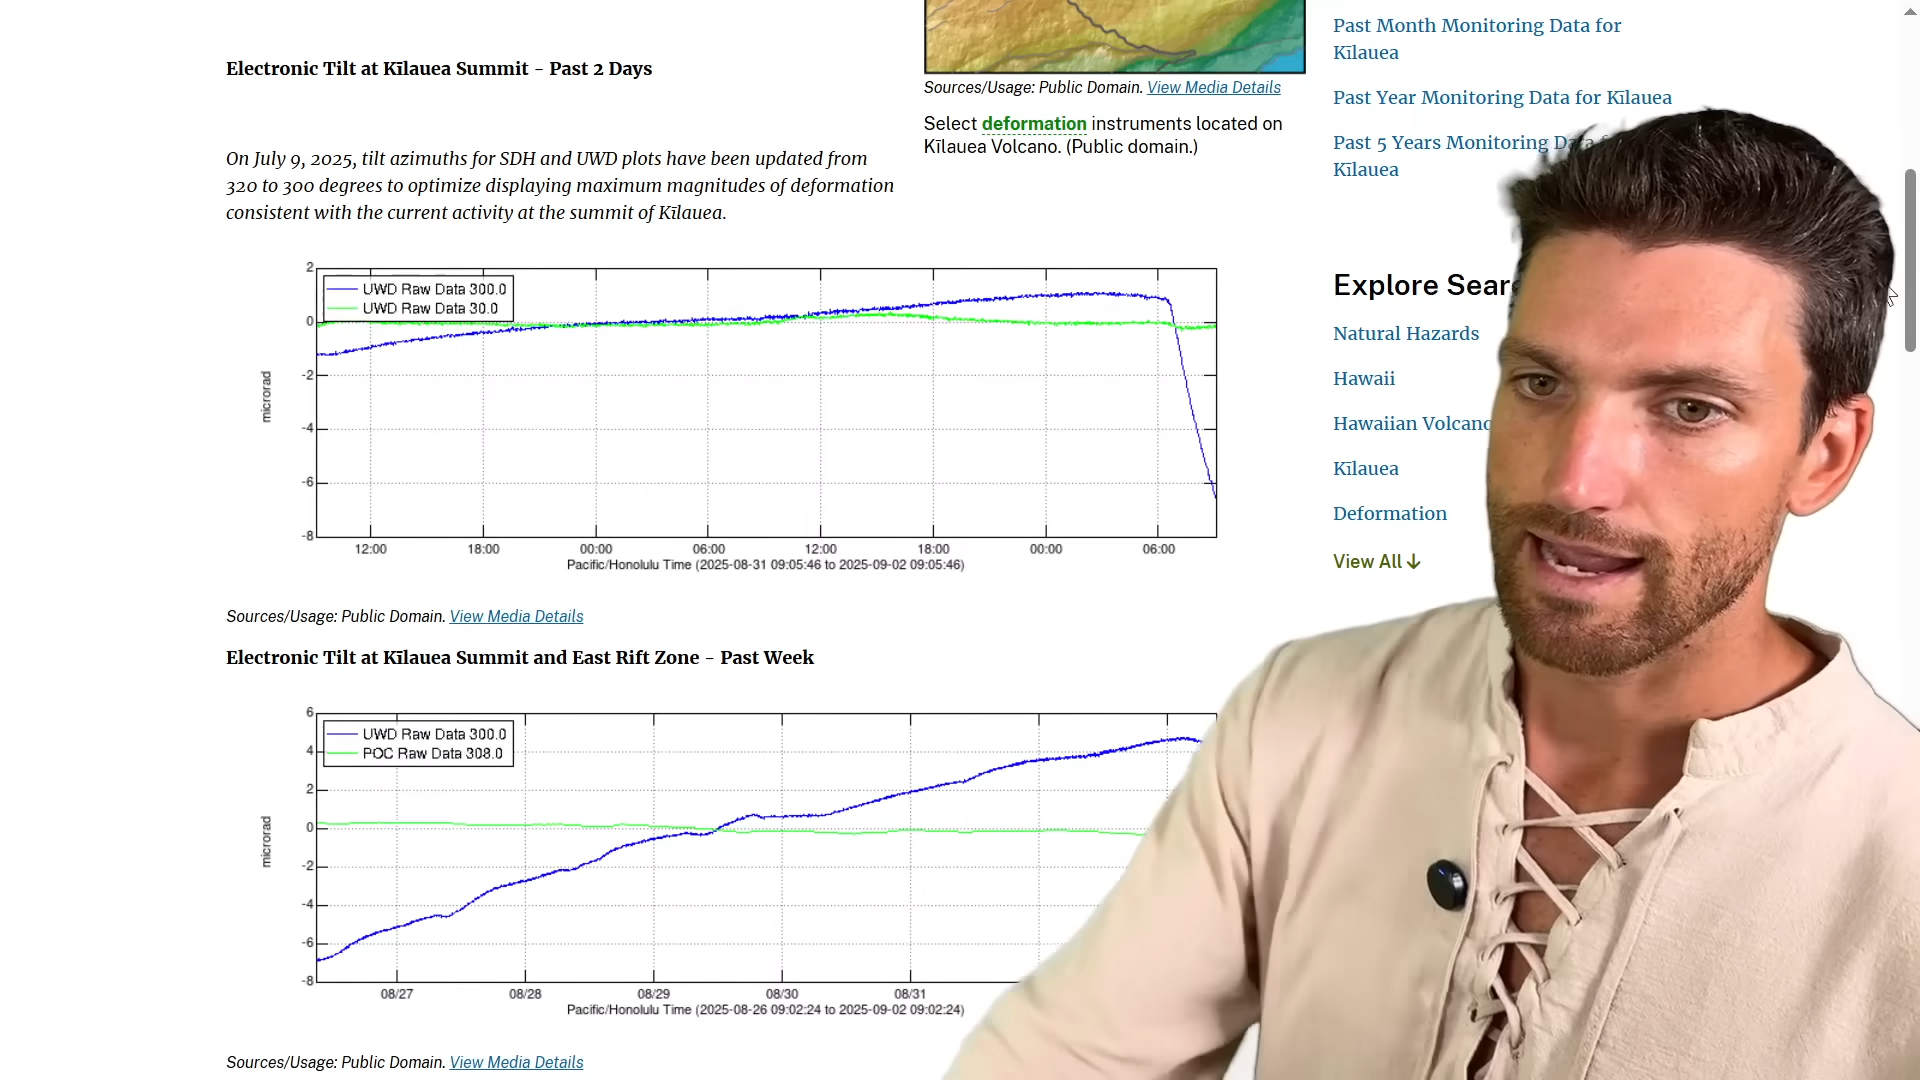 Electronic Tilt at Kīlauea Summit - Past 2 Days
On July 9, 2025, tilt azimuths for SDH and UWD plots have been updated from
320 to 300 degrees to optimize displaying maximum magnitudes of deformation
consistent with the current activity at the summit of Kīlauea.
Sources/Usage: Public Domain. View Media Details
Select deformation instruments located on
Kīlauea Volcano. (Public domain.)
2
0
-2
-4
-6
-8
microrad
UWD Raw Data 300.0
UWD Raw Data 30.0
12:00 18:00 00:00 06:00 12:00 18:00 00:00 06:00
Pacific/Honolulu Time (2025-08-31 09:05:46 to 2025-09-02 09:05:46)
Sources/Usage: Public Domain. View Media Details
Electronic Tilt at Kīlauea Summit and East Rift Zone - Past Week
6
4
2
0
-2
-4
-6
-8
microrad
UWD Raw Data 300.0
POC Raw Data 308.0
08/27 08/28 08/29 08/30 08/31
Pacific/Honolulu Time (2025-08-26 09:02:24 to 2025-09-02 09:02:24)
Sources/Usage: Public Domain. View Media Details
Past Month Monitoring Data for
Kīlauea
Past Year Monitoring Data for Kīlauea
Past 5 Years Monitoring Data
Kīlauea
Explore
Natural Hazards
Hawaii
Hawaiian
Kīlauea
Deformation
View All ↓